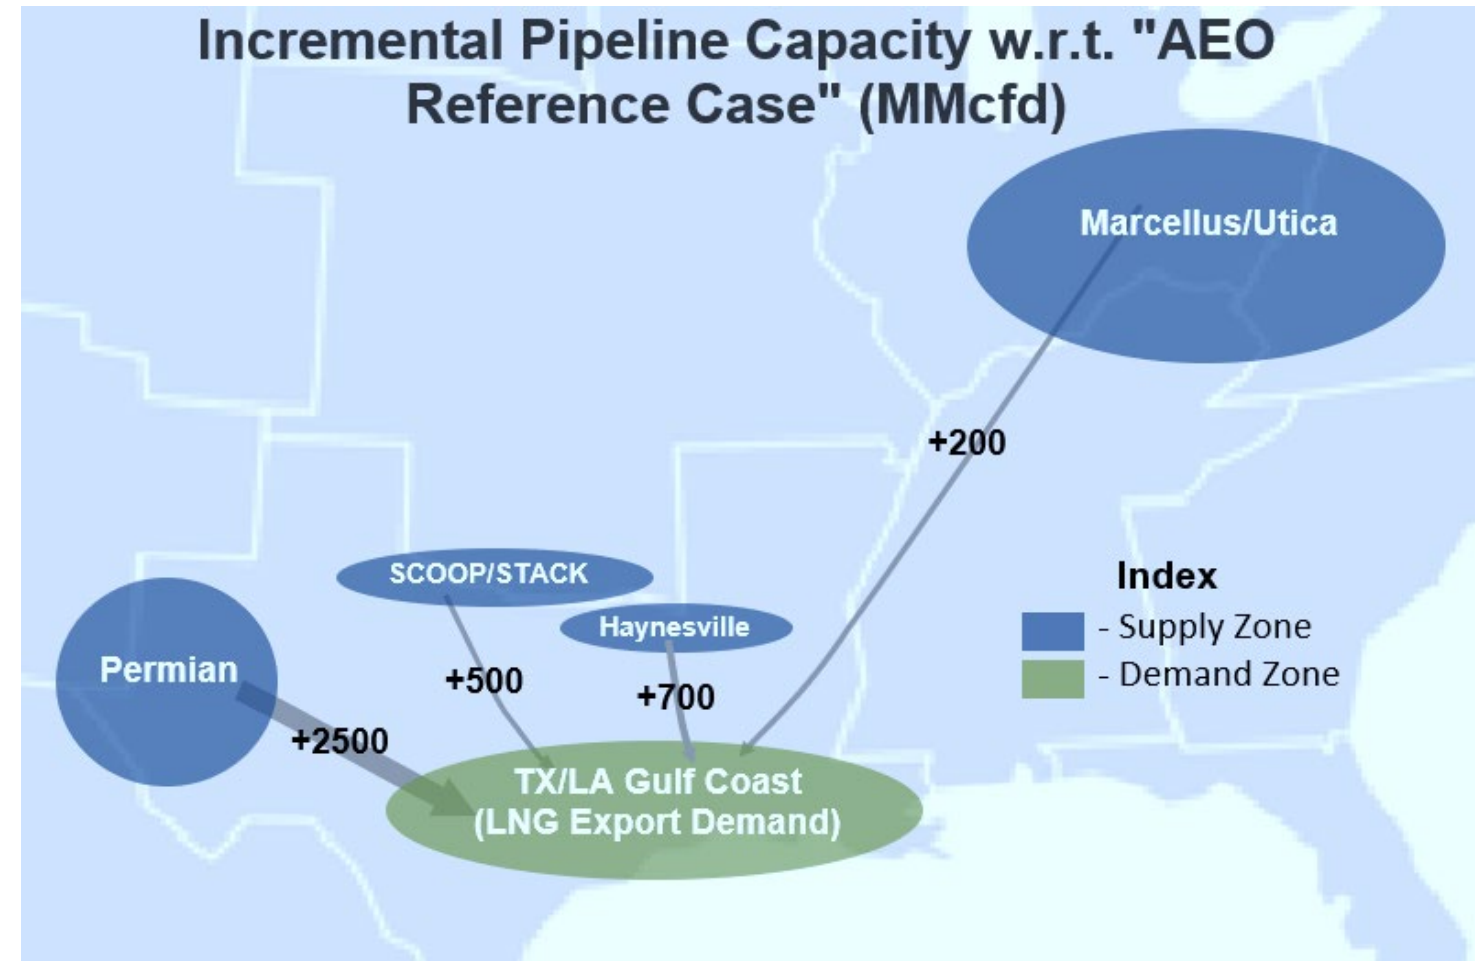 Incremental Pipeline Capacity w.r.t. "AEO
Reference Case" (MMcfd)
Marcellus/Utica
+200
SCOOP/STACK
Haynesville
Permian
+500
+700
+2500
TX/LA Gulf Coast
(LNG Export Demand)
Index
- Supply Zone
- Demand Zone